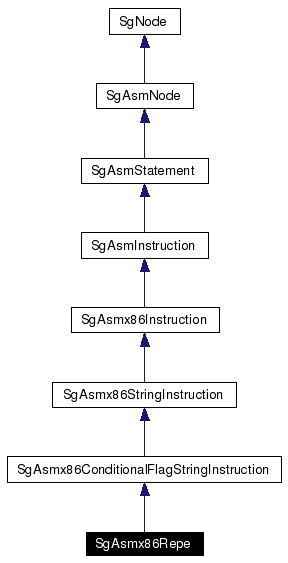 SgNode
SgAsmNode
SgAsmStatement
SgAsmInstruction
SgAsmx86Instruction
SgAsmx86StringInstruction
SgAsmx86ConditionalFlagStringInstruction
SgAsmx86Repe